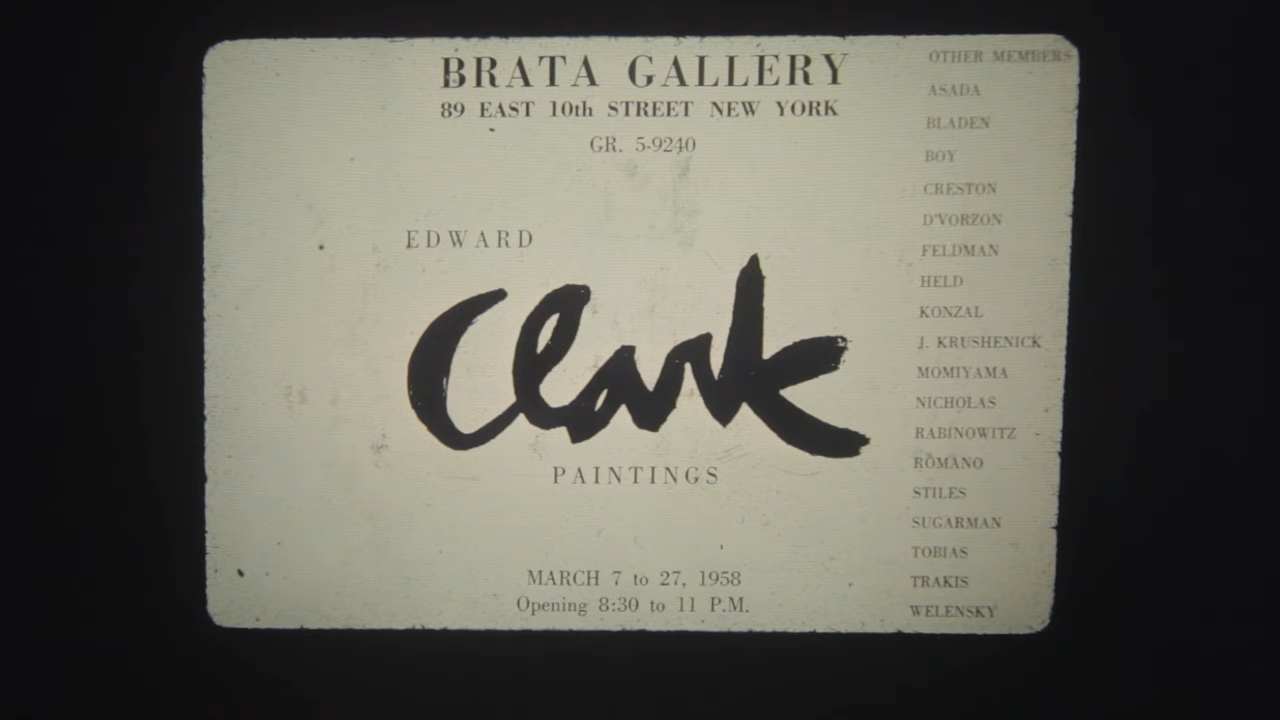 BRATA GALLERY
89 EAST 10th STREET NEW YORK
GR. 5-9240
EDWARD
Clark
PAINTINGS
MARCH 7 to 27, 1958
Opening 8:30 to 11 P.M.
OTHER MEMBERS
ASADA
BLADEN
BOY
CRESTON
D'VORZON
FELDMAN
HELD
KONZAL
J. KRUSHENICK
MOMIYAMA
NICHOLAS
RABINOWITZ
ROMANO
STILES
SUGARMAN
TOBIAS
TRAKIS
WELENSKY